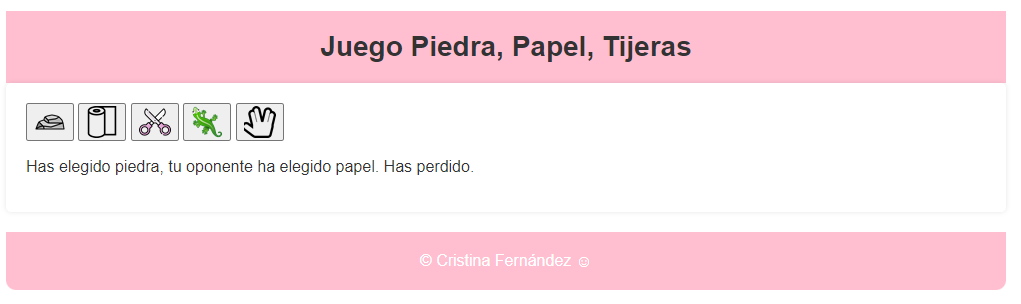 Juego Piedra, Papel, Tijeras
Has elegido piedra, tu oponente ha elegido papel. Has perdido.
© Cristina Fernández ☺